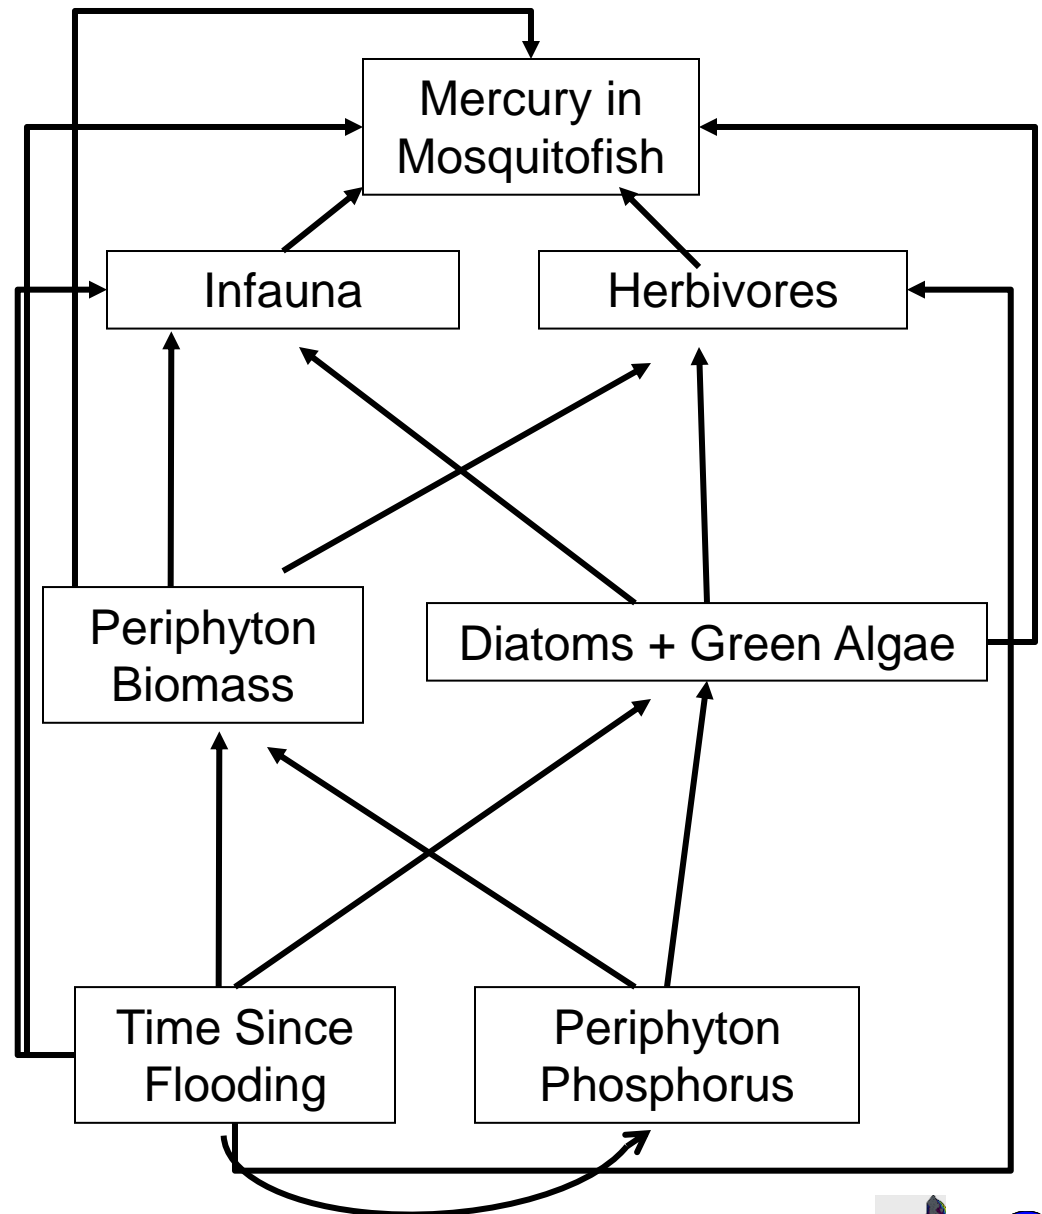 Mercury in
Mosquitofish
Infauna
Herbivores
Periphyton
Biomass
Diatoms + Green Algae
Time Since
Flooding
Periphyton
Phosphorus